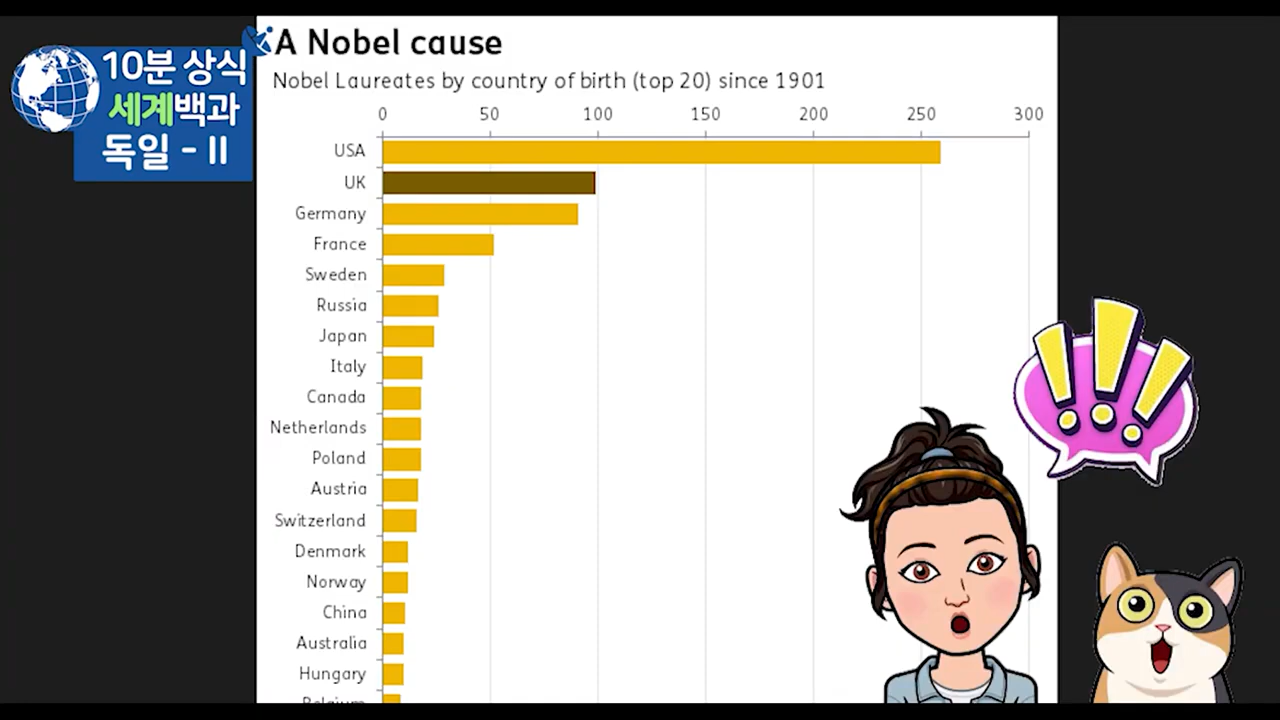 10분 상식
세계백과
독일 - II
A Nobel cause
Nobel Laureates by country of birth (top 20) since 1901
0 50 100 150 200 250 300
USA
UK
Germany
France
Sweden
Russia
Japan
Italy
Canada
Netherlands
Poland
Austria
Switzerland
Denmark
Norway
China
Australia
Hungary
Belgium
!!!